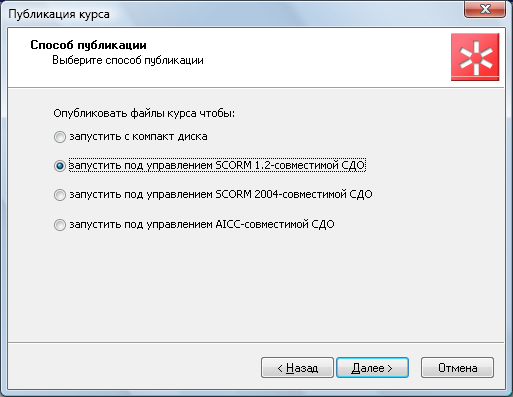 Публикация курса
Способ публикации
Выберите способ публикации
Опубликовать файлы курса чтобы:
запустить с компакт диска
запустить под управлением SCORM 1.2-совместимой СДО
запустить под управлением SCORM 2004-совместимой СДО
запустить под управлением AICC-совместимой СДО
< Назад Далее > Отмена